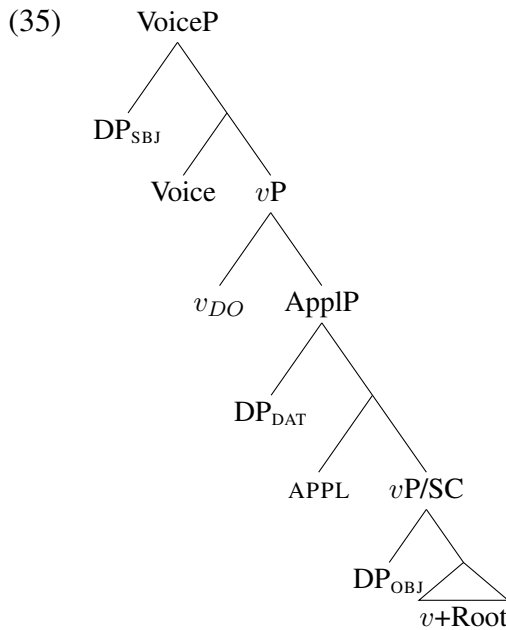 (35) VoiceP
DP_SBJ
Voice vP
v_DO ApplP
DP_DAT
APPL vP/SC
DP_OBJ
v+Root